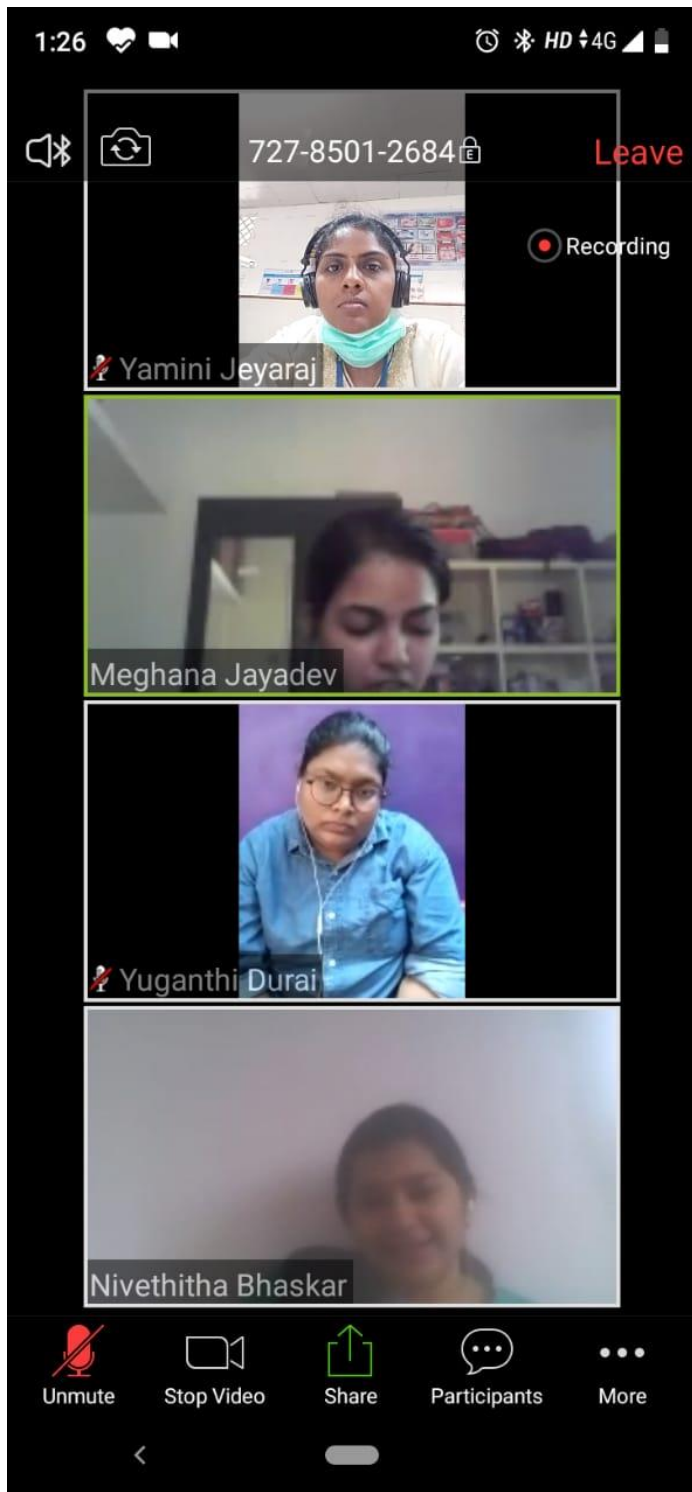 1:26 HD 4G
727-8501-2684 E Leave
Recording
Yamini Jeyaraj
Meghana Jayadev
Yuganthi Durai
Nivethitha Bhaskar
Unmute Stop Video Share Participants More